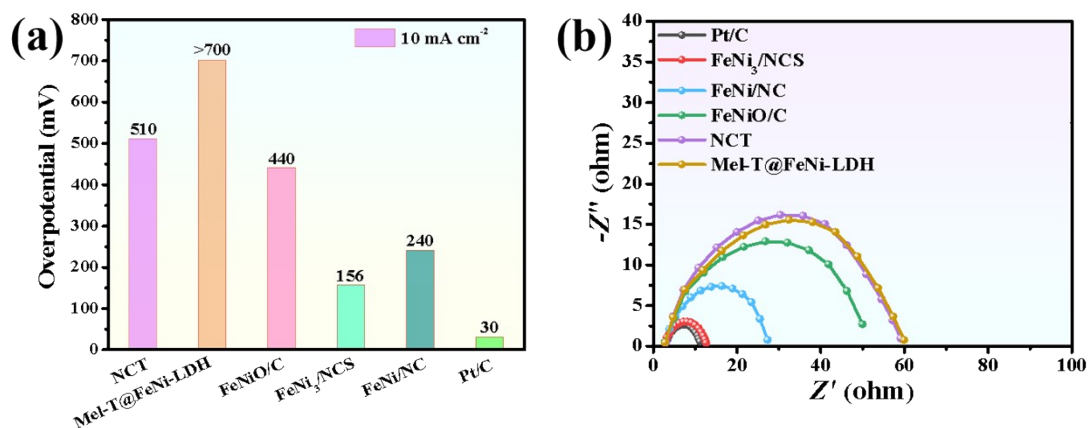 (a)
800
700
600
500
400
300
200
100
0
Overpotential (mV)
10 mA cm⁻²
510
>700
440
156
240
30
NCT
Mel-T@FeNi-LDH
FeNiO/C
FeNi₃/NCS
FeNi/NC
Pt/C
(b)
40
35
30
25
20
15
10
5
0
-Z'' (ohm)
Pt/C
FeNi₃/NCS
FeNi/NC
FeNiO/C
NCT
Mel-T@FeNi-LDH
0 20 40 60 80 100
Z' (ohm)